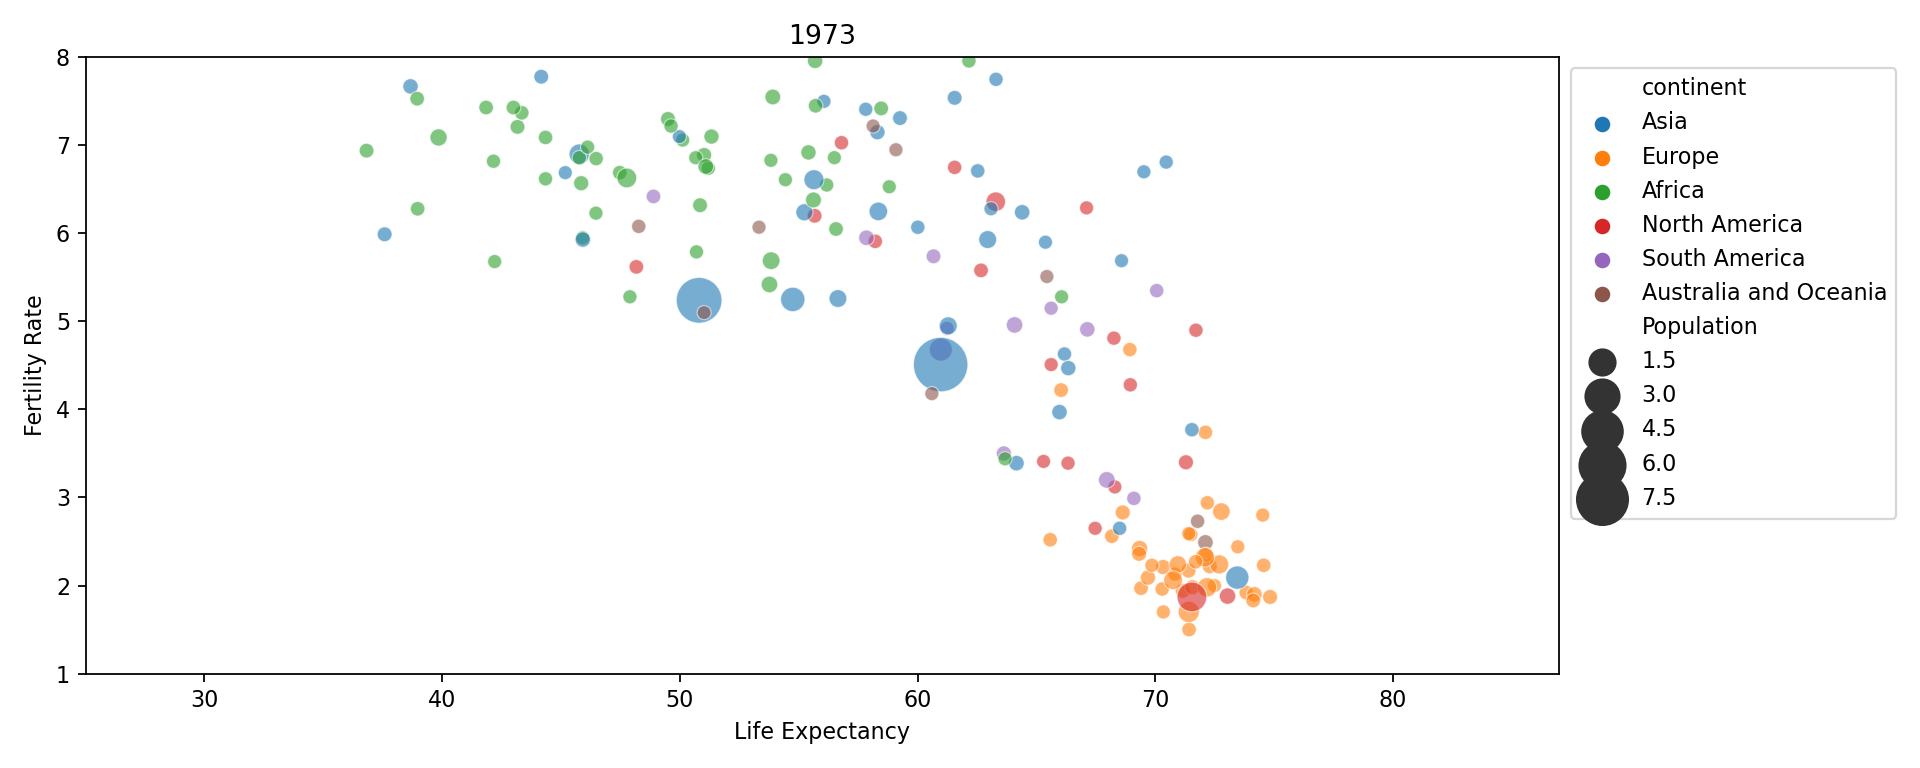 1973
8
7
6
5
4
3
2
1
Fertility Rate
30 40 50 60 70 80
Life Expectancy
continent
Asia
Europe
Africa
North America
South America
Australia and Oceania
Population
1.5
3.0
4.5
6.0
7.5